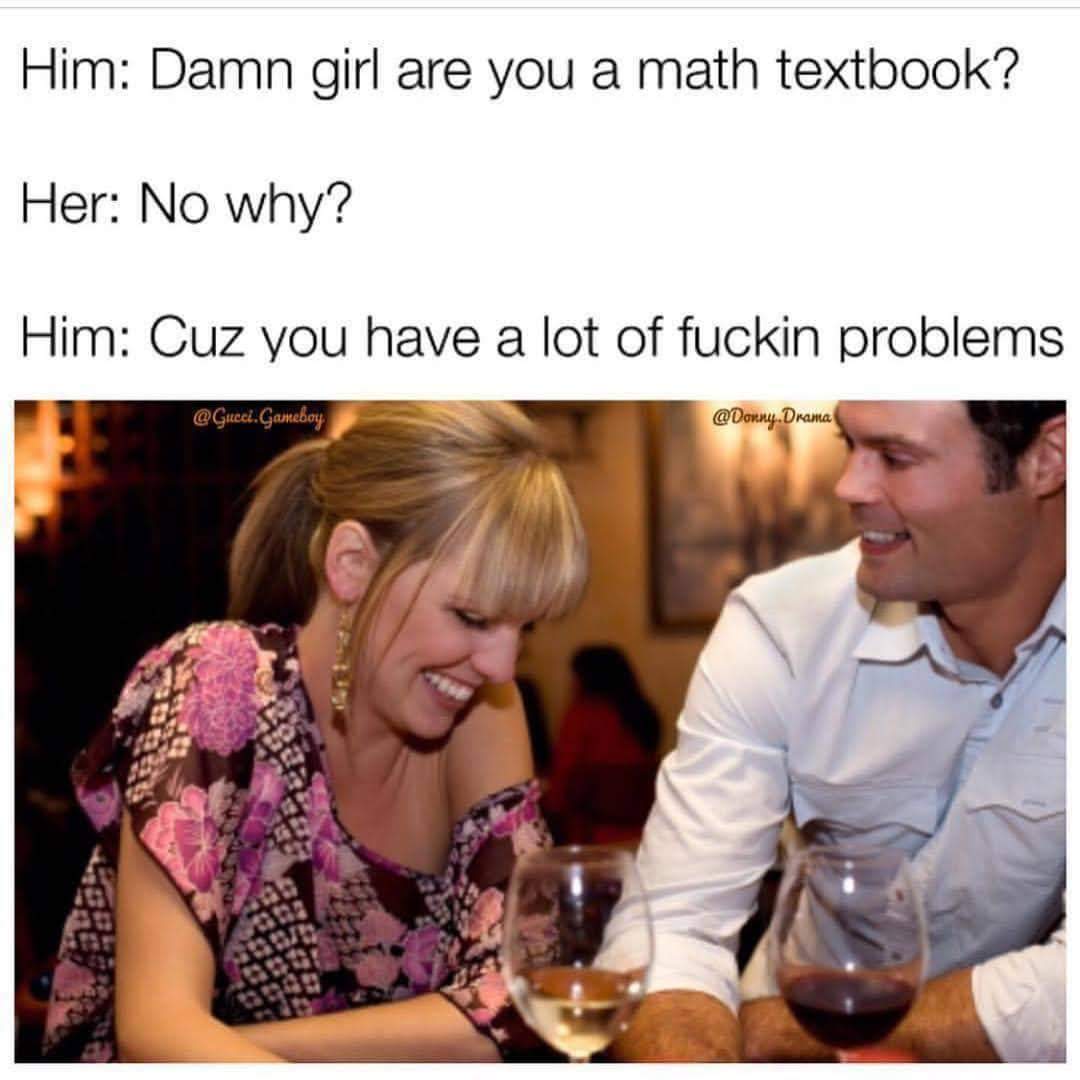 Him: Damn girl are you a math textbook?
Her: No why?
Him: Cuz you have a lot of fuckin problems
@Gucci.Gameboy
@Donny.Drama